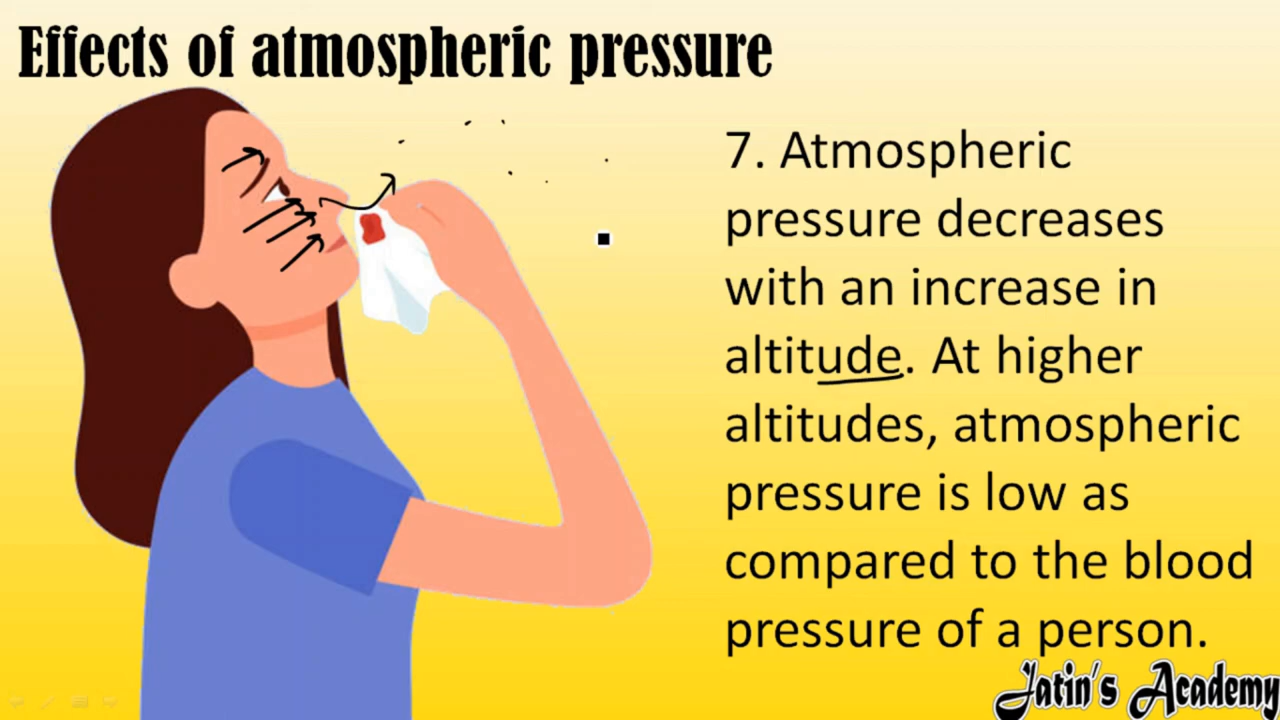 Effects of atmospheric pressure
7. Atmospheric
pressure decreases
with an increase in
altitude. At higher
altitudes, atmospheric
pressure is low as
compared to the blood
pressure of a person.
Jatin's Academy